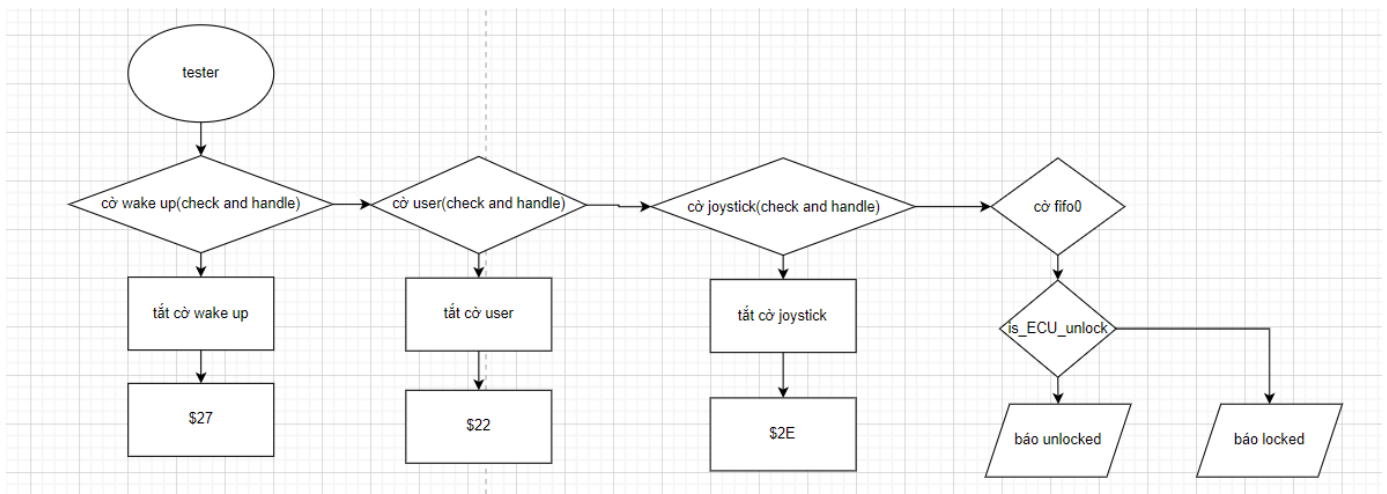 tester
cờ wake up(check and handle)
cờ user(check and handle)
cờ joystick(check and handle)
cờ fifo0
tắt cờ wake up
tắt cờ user
tắt cờ joystick
is_ECU_unlock
$27
$22
$2E
báo unlocked
báo locked